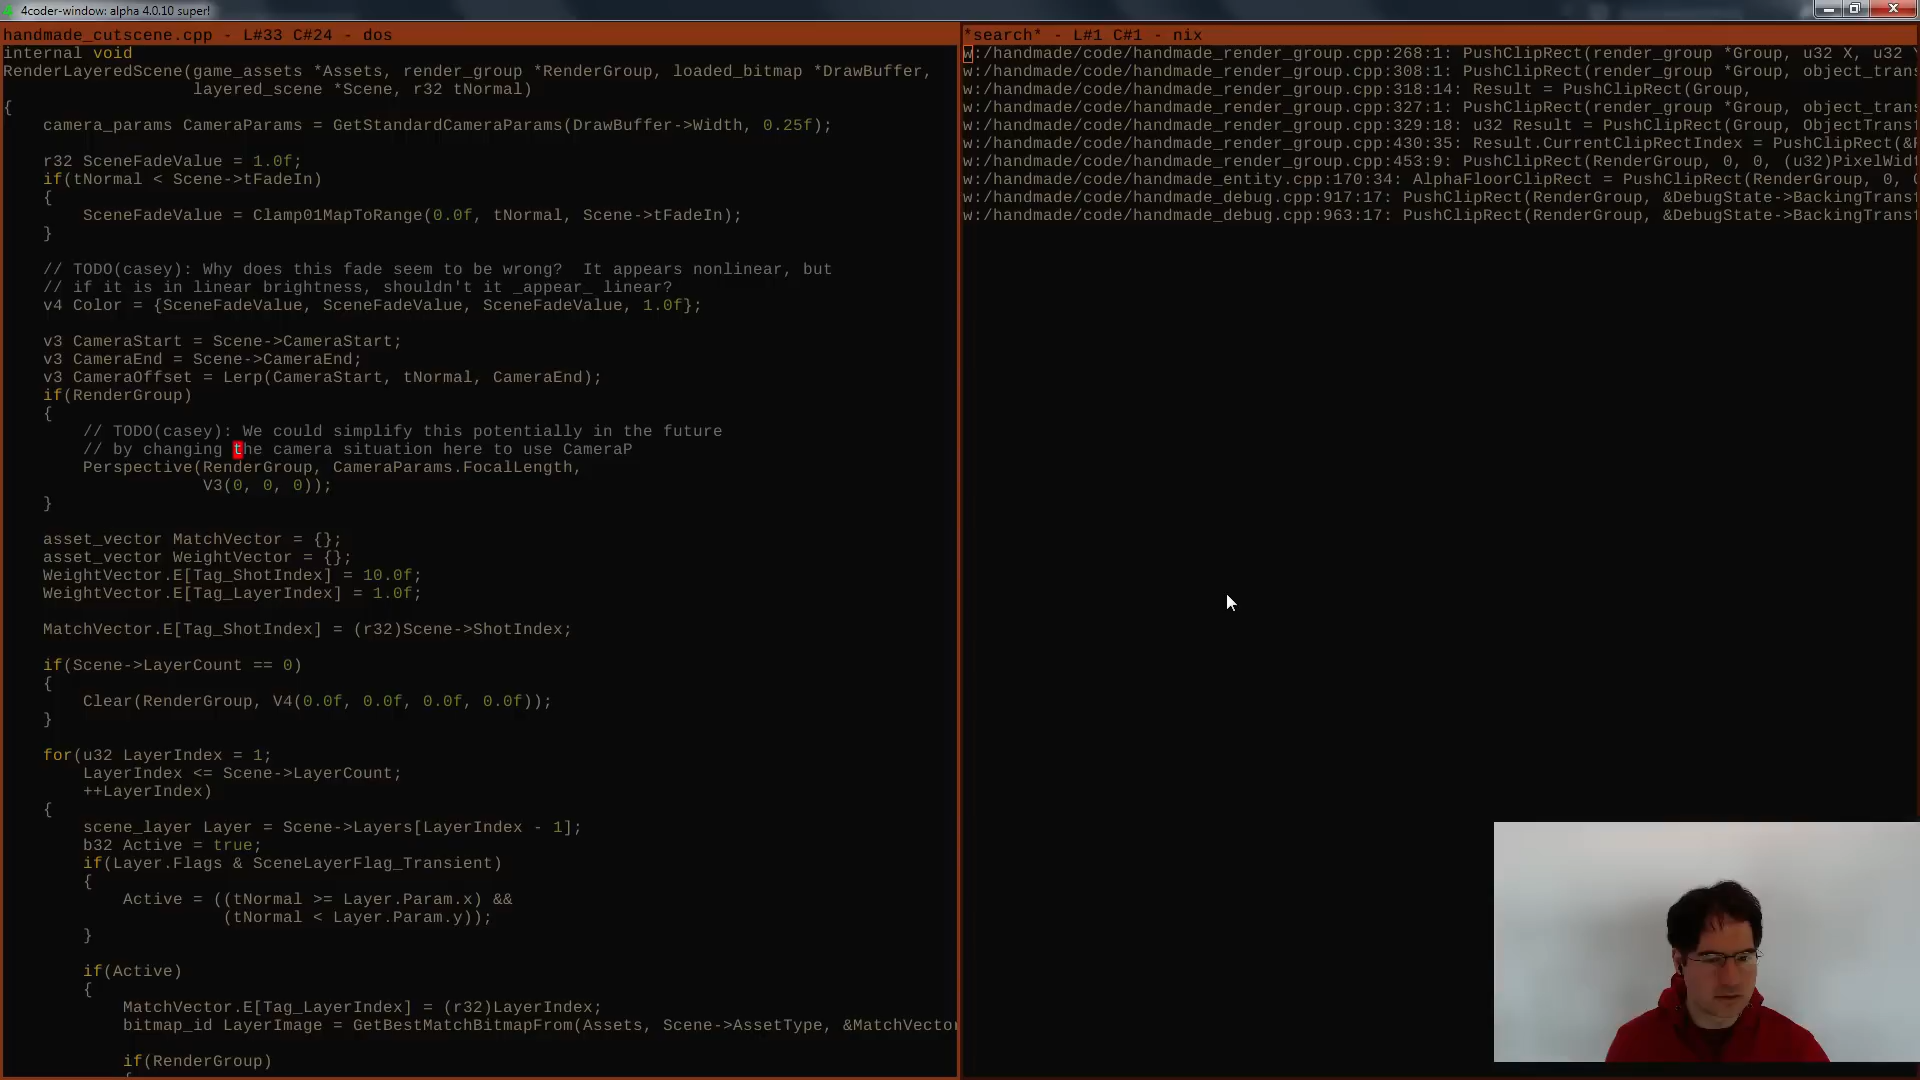 4coder-window: alpha 4.0.10 super!
handmade_cutscene.cpp - L#33 C#24 - dos
internal void
RenderLayeredScene(game_assets *Assets, render_group *RenderGroup, loaded_bitmap *DrawBuffer,
                   layered_scene *Scene, r32 tNormal)
{
    camera_params CameraParams = GetStandardCameraParams(DrawBuffer->Width, 0.25f);
    r32 SceneFadeValue = 1.0f;
    if(tNormal < Scene->tFadeIn)
    {
        SceneFadeValue = Clamp01MapToRange(0.0f, tNormal, Scene->tFadeIn);
    }
    // TODO(casey): Why does this fade seem to be wrong?  It appears nonlinear, but
    // if it is in linear brightness, shouldn't it _appear_ linear?
    v4 Color = {SceneFadeValue, SceneFadeValue, SceneFadeValue, 1.0f};
    v3 CameraStart = Scene->CameraStart;
    v3 CameraEnd = Scene->CameraEnd;
    v3 CameraOffset = Lerp(CameraStart, tNormal, CameraEnd);
    if(RenderGroup)
    {
        // TODO(casey): We could simplify this potentially in the future
        // by changing the camera situation here to use CameraP
        Perspective(RenderGroup, CameraParams.FocalLength,
                    V3(0, 0, 0));
    }
    asset_vector MatchVector = {};
    asset_vector WeightVector = {};
    WeightVector.E[Tag_ShotIndex] = 10.0f;
    WeightVector.E[Tag_LayerIndex] = 1.0f;
    MatchVector.E[Tag_ShotIndex] = (r32)Scene->ShotIndex;
    if(Scene->LayerCount == 0)
    {
        Clear(RenderGroup, V4(0.0f, 0.0f, 0.0f, 0.0f));
    }
    for(u32 LayerIndex = 1;
        LayerIndex <= Scene->LayerCount;
        ++LayerIndex)
    {
        scene_layer Layer = Scene->Layers[LayerIndex - 1];
        b32 Active = true;
        if(Layer.Flags & SceneLayerFlag_Transient)
        {
            Active = ((tNormal >= Layer.Param.x) &&
                      (tNormal < Layer.Param.y));
        }
        if(Active)
        {
            MatchVector.E[Tag_LayerIndex] = (r32)LayerIndex;
            bitmap_id LayerImage = GetBestMatchBitmapFrom(Assets, Scene->AssetType, &MatchVector
            if(RenderGroup)
*search* - L#1 C#1 - nix
w:/handmade/code/handmade_render_group.cpp:268:1: PushClipRect(render_group *Group, u32 X, u32 Y
w:/handmade/code/handmade_render_group.cpp:308:1: PushClipRect(render_group *Group, object_trans
w:/handmade/code/handmade_render_group.cpp:318:14: Result = PushClipRect(Group,
w:/handmade/code/handmade_render_group.cpp:327:1: PushClipRect(render_group *Group, object_trans
w:/handmade/code/handmade_render_group.cpp:329:18: u32 Result = PushClipRect(Group, ObjectTransf
w:/handmade/code/handmade_render_group.cpp:430:35: Result.CurrentClipRectIndex = PushClipRect(&
w:/handmade/code/handmade_render_group.cpp:453:9: PushClipRect(RenderGroup, 0, 0, (u32)PixelWidt
w:/handmade/code/handmade_entity.cpp:170:34: AlphaFloorClipRect = PushClipRect(RenderGroup, 0, 0
w:/handmade/code/handmade_debug.cpp:917:17: PushClipRect(RenderGroup, &DebugState->BackingTransf
w:/handmade/code/handmade_debug.cpp:963:17: PushClipRect(RenderGroup, &DebugState->BackingTransf